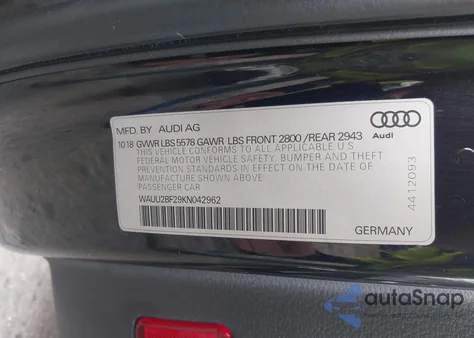 MFD. BY AUDI AG
Audi
10 18 GVWR LBS 5578 GAWR LBS FRONT 2800 /REAR 2943
THIS VEHICLE CONFORMS TO ALL APPLICABLE U S
FEDERAL MOTOR VEHICLE SAFETY, BUMPER AND THEFT
PREVENTION STANDARDS IN EFFECT ON THE DATE OF
MANUFACTURE SHOWN ABOVE.
PASSENGER CAR
4412093
WAUU2BF29KN042962
GERMANY
autoSnap